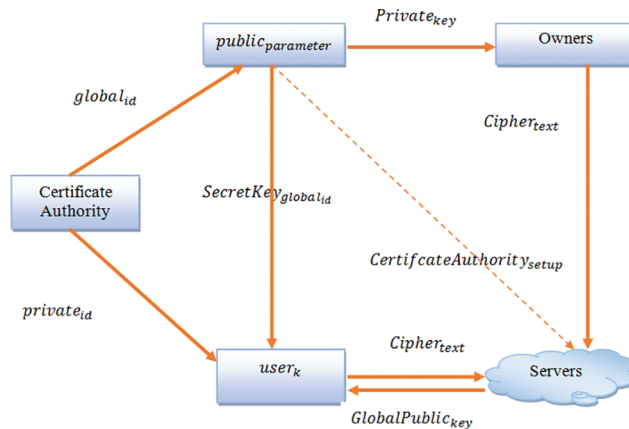 Private_key
public_parameter
Owners
global_id
Cipher_text
Certificate
Authority
SecretKey_global_id
CertifcateAuthority_setup
private_id
Cipher_text
user_k
Servers
GlobalPublic_key